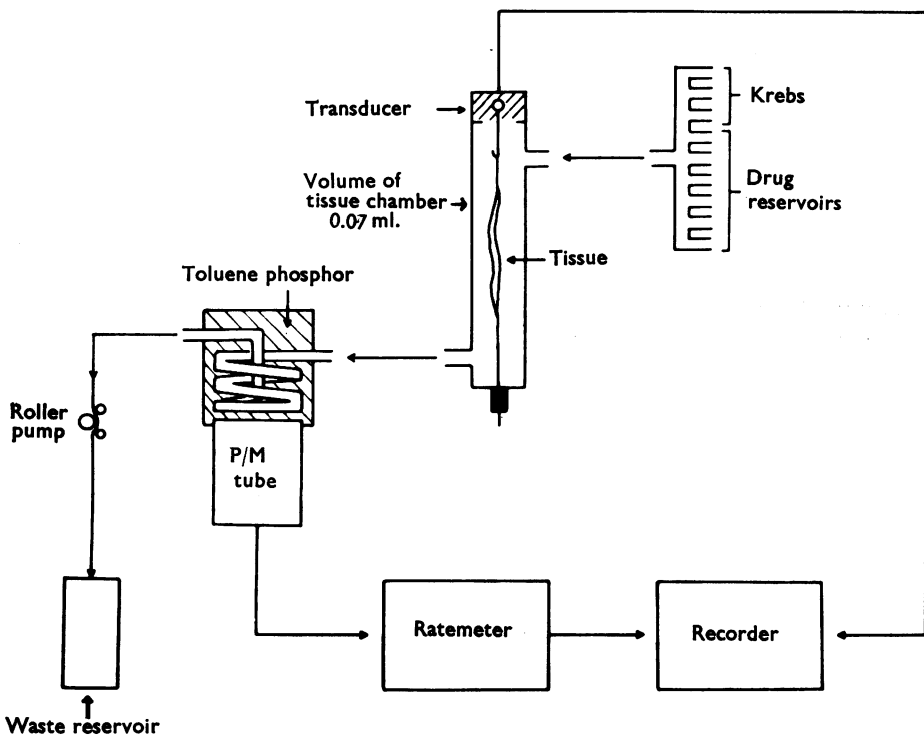 Transducer
Krebs
Volume of
tissue chamber
0.07 ml.
Drug
reservoirs
Tissue
Toluene phosphor
Roller
pump
P/M
tube
Ratemeter
Recorder
Waste reservoir